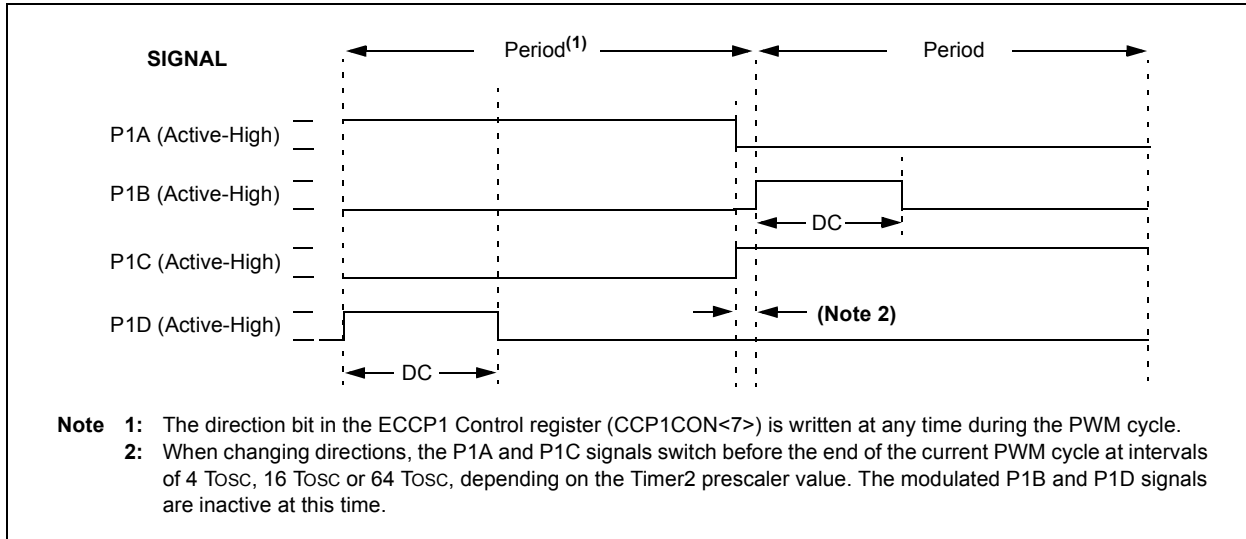 SIGNAL
Period(1)
Period
P1A (Active-High)
P1B (Active-High)
DC
P1C (Active-High)
P1D (Active-High)
(Note 2)
DC
Note 1: The direction bit in the ECCP1 Control register (CCP1CON<7>) is written at any time during the PWM cycle.
2: When changing directions, the P1A and P1C signals switch before the end of the current PWM cycle at intervals
of 4 TOSC, 16 TOSC or 64 TOSC, depending on the Timer2 prescaler value. The modulated P1B and P1D signals
are inactive at this time.